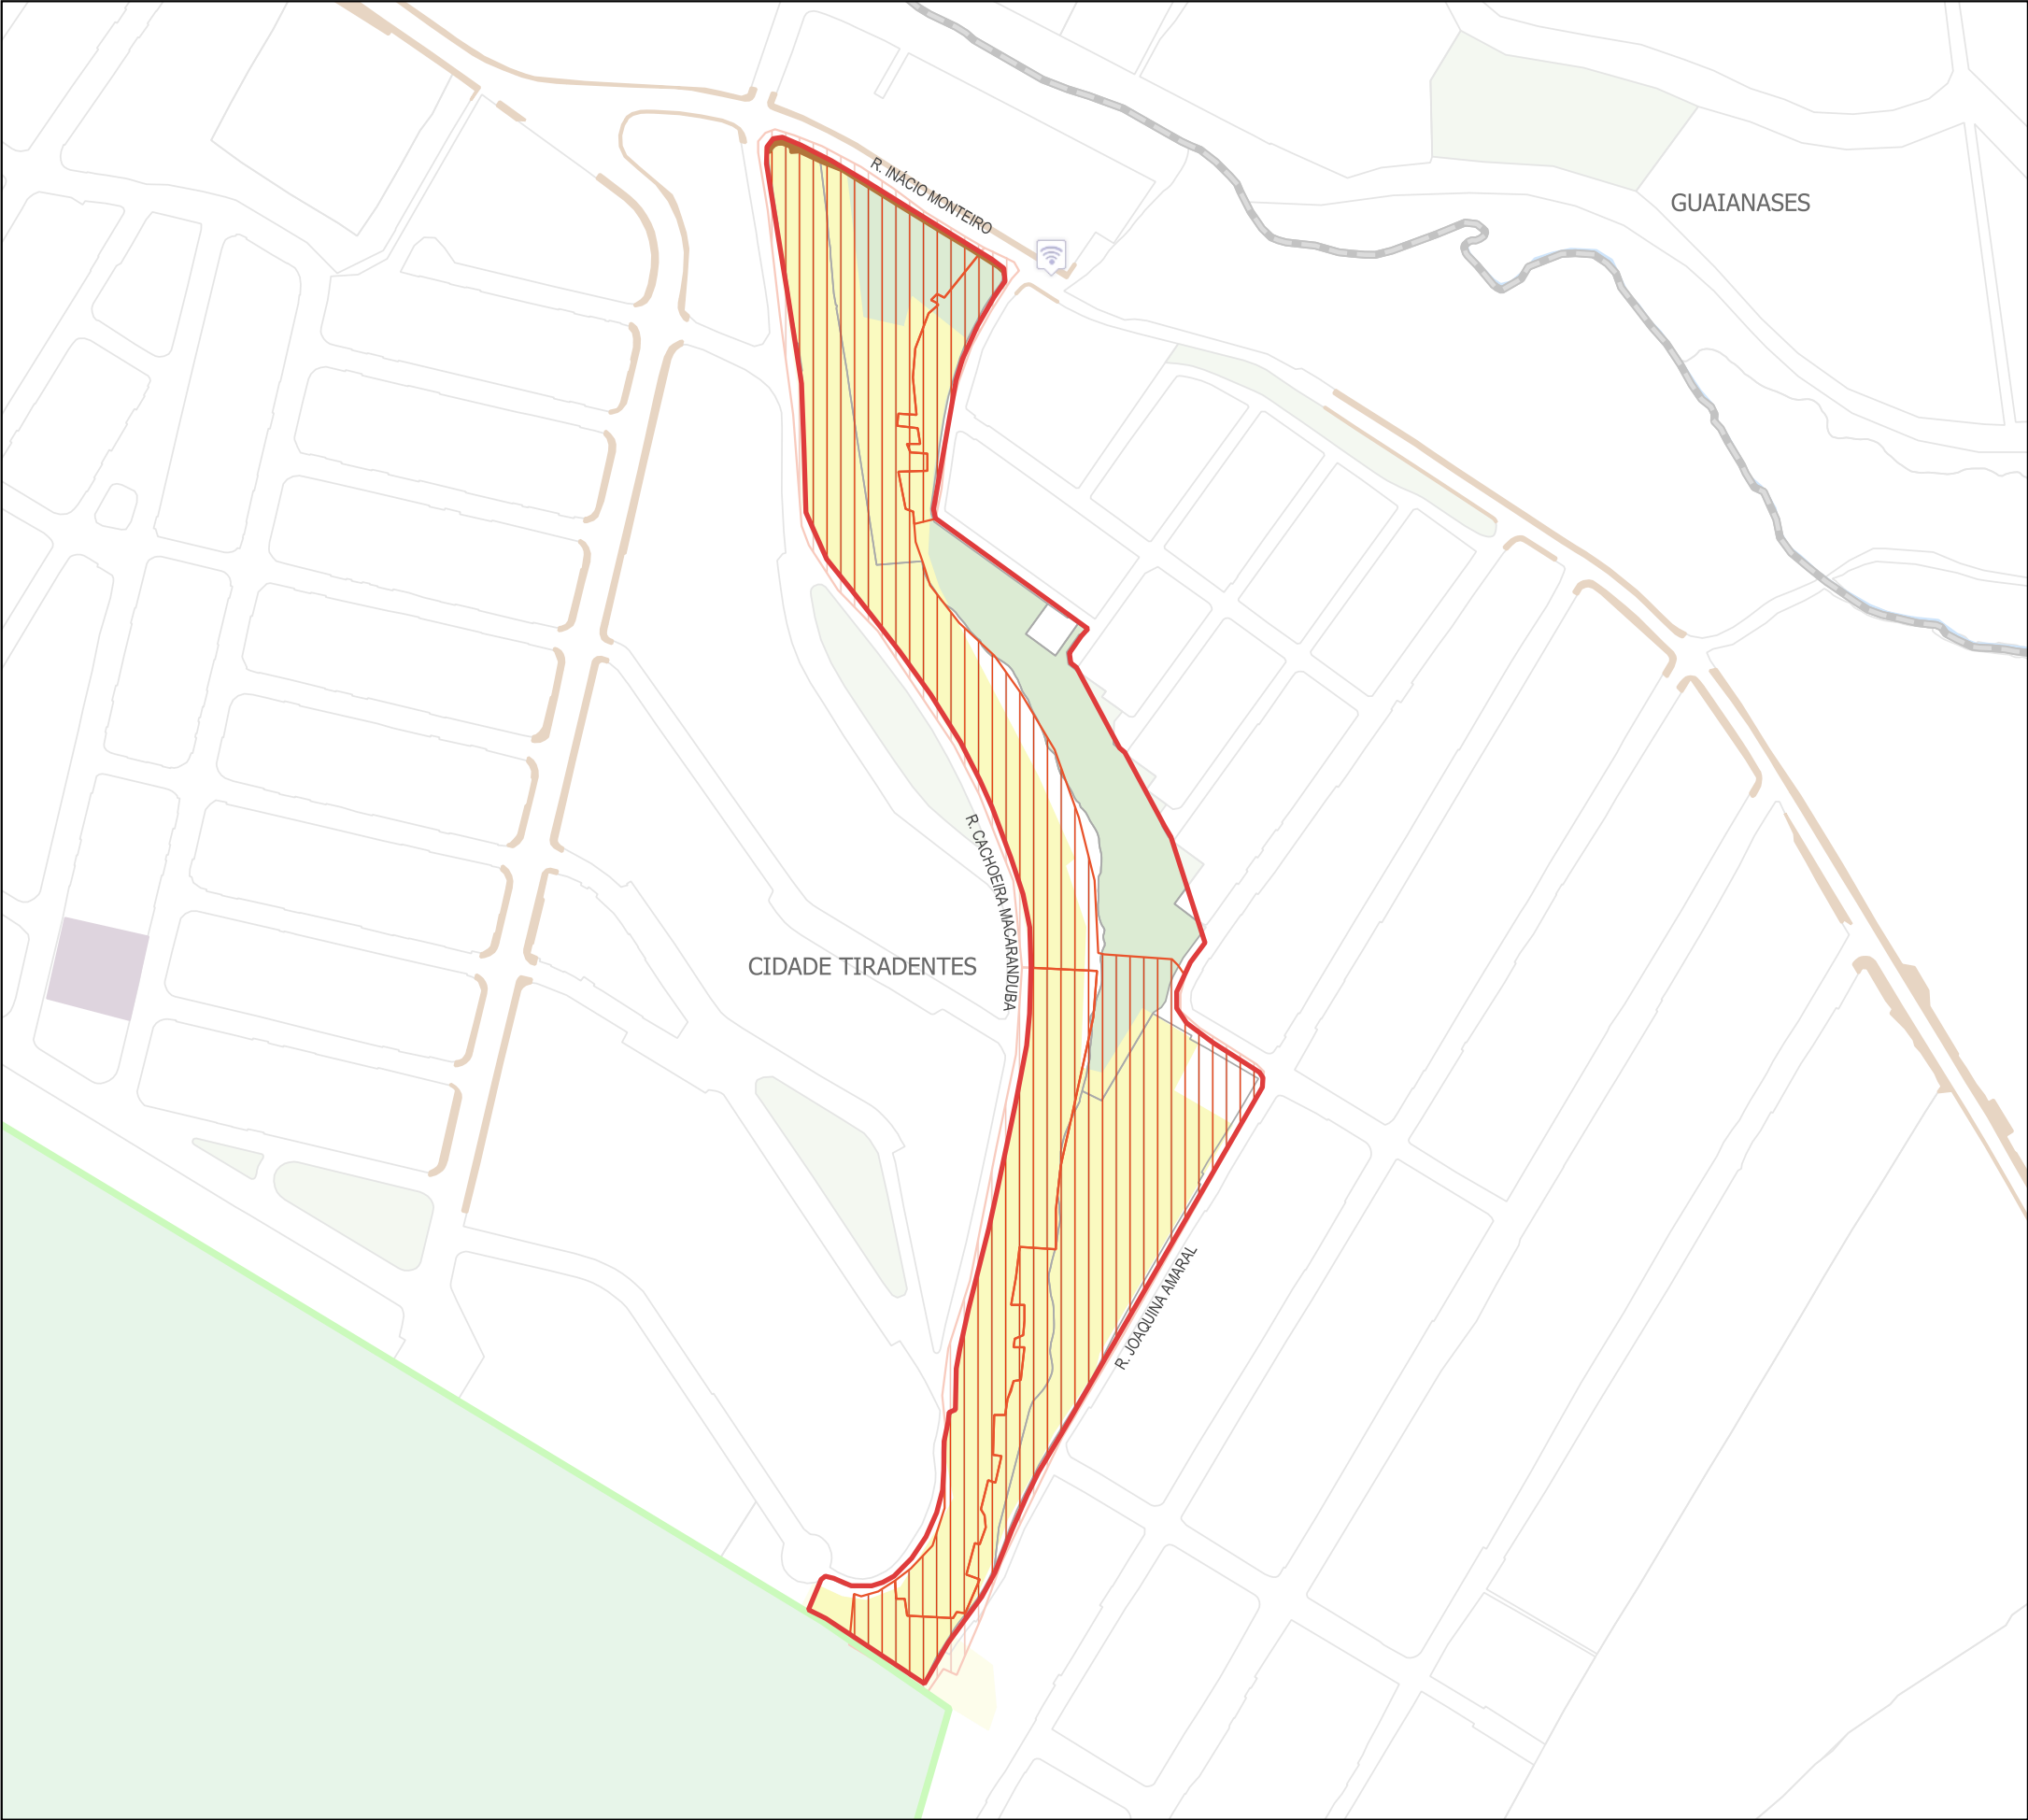 R. INÁCIO MONTEIRO
GUAIANASES
R. CACHOEIRA MACARANDUBA
CIDADE TIRADENTES
R. JOAQUINA AMARAL